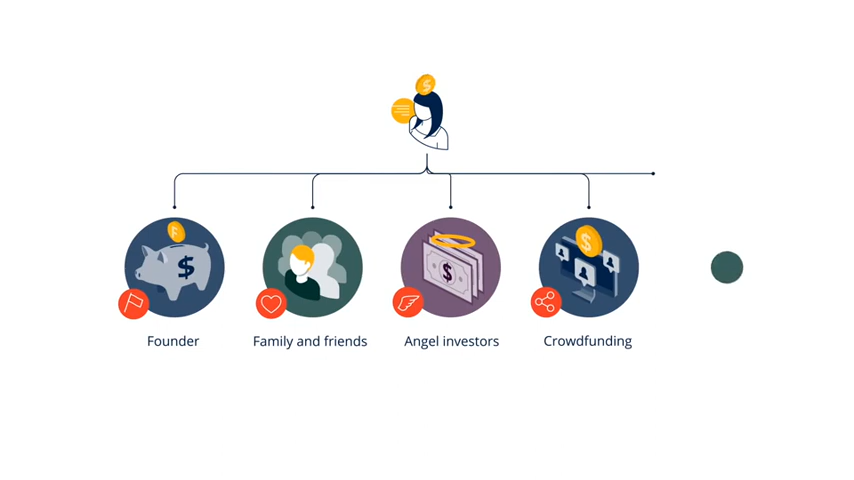 $
F
$
$
$
Founder
Family and friends
Angel investors
Crowdfunding